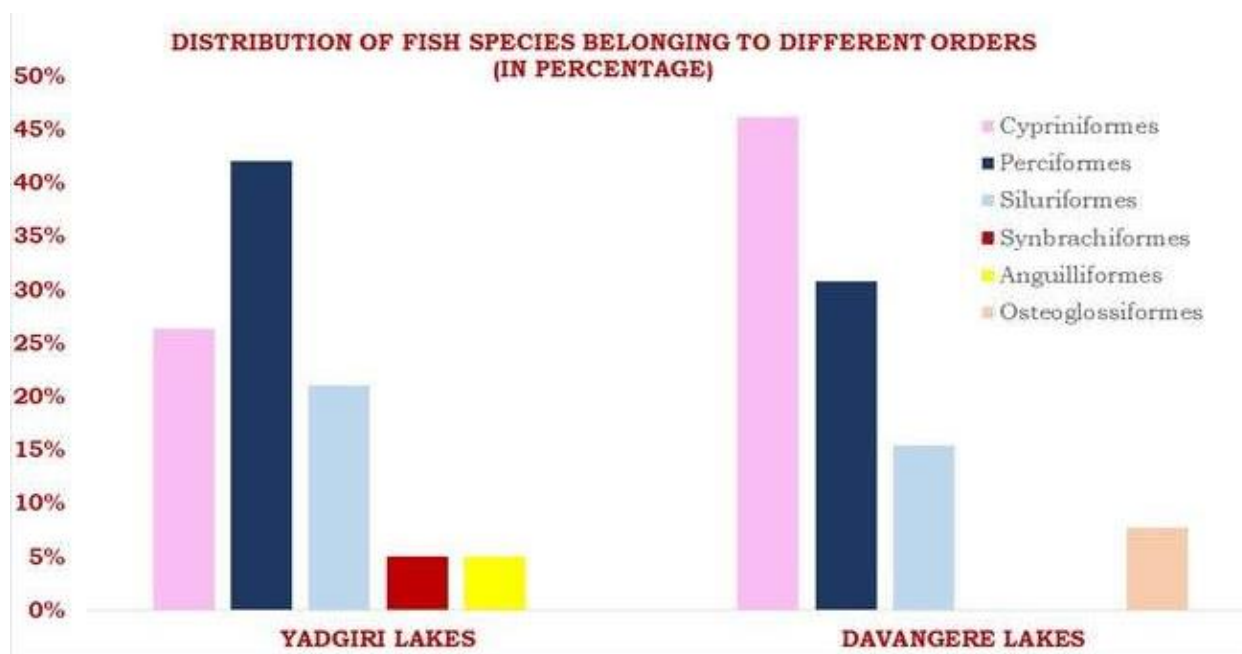 DISTRIBUTION OF FISH SPECIES BELONGING TO DIFFERENT ORDERS
(IN PERCENTAGE)
50%
45%
40%
35%
30%
25%
20%
15%
10%
5%
0%
Cypriniformes
Perciformes
Siluriformes
Synbrachiformes
Anguilliformes
Osteoglossiformes
YADGIRI LAKES
DAVANGERE LAKES